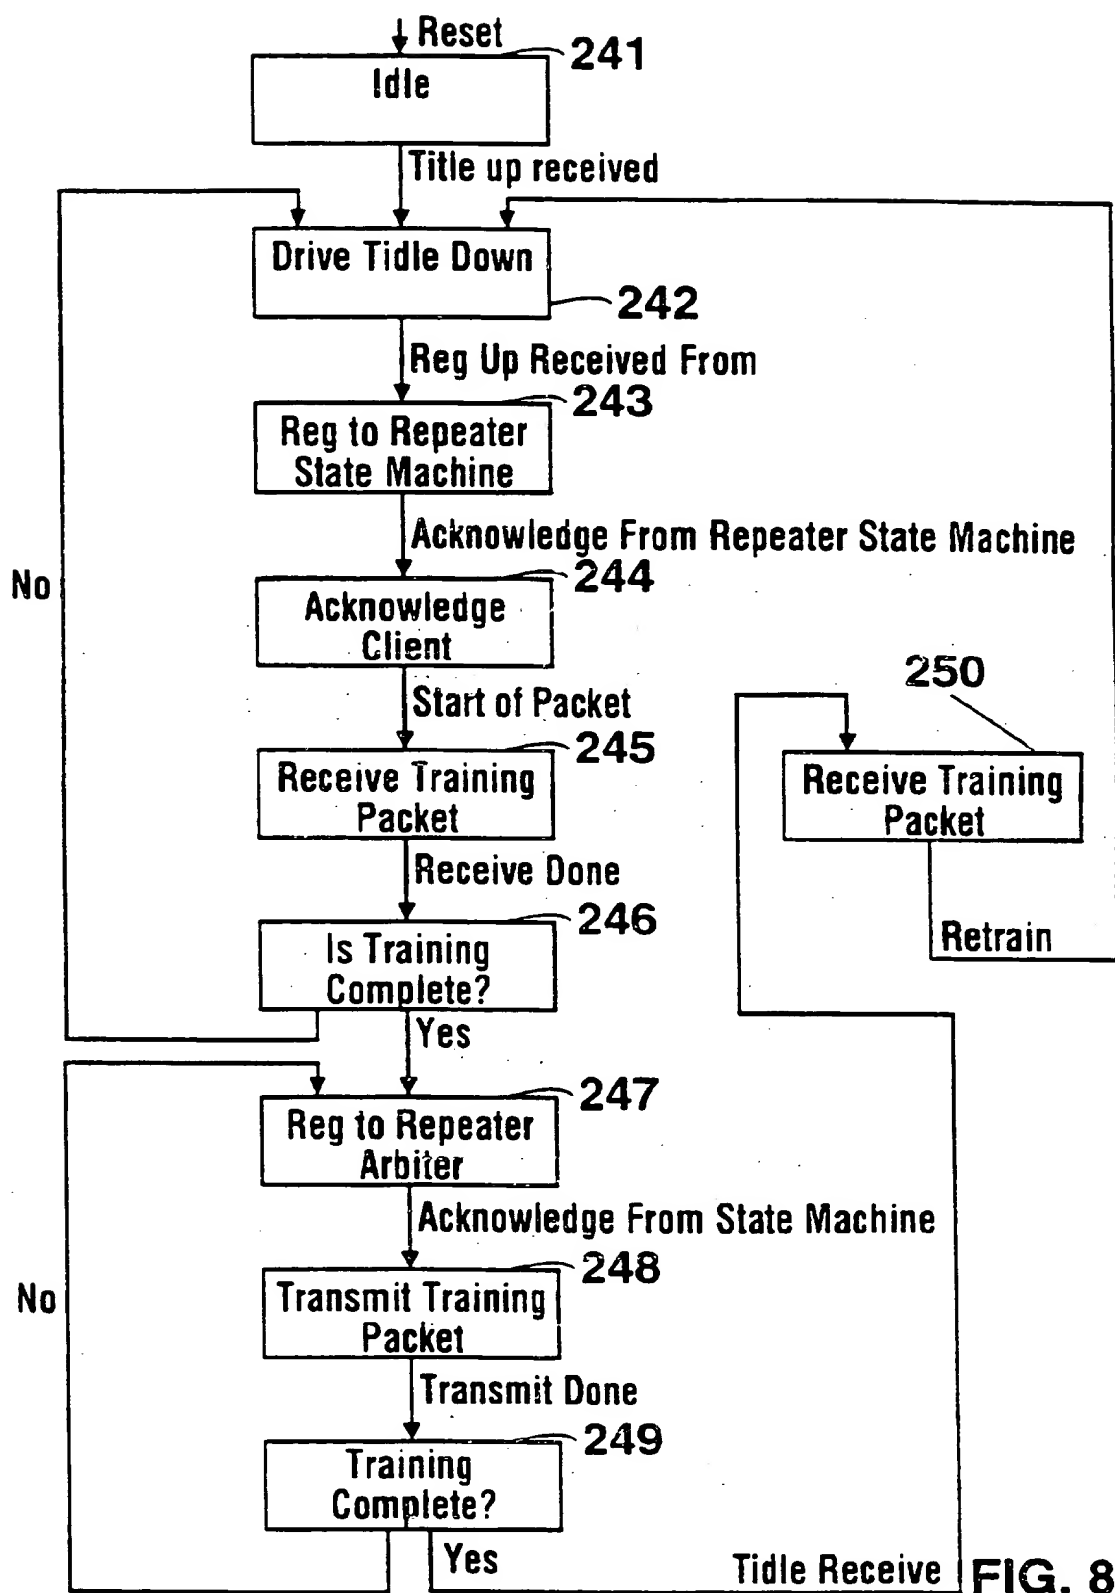 Reset
241
Idle
Title up received
Drive Tidle Down
242
Reg Up Received From
243
Reg to Repeater
State Machine
Acknowledge From Repeater State Machine
244
No
Acknowledge
Client
Start of Packet
245
Receive Training
Packet
250
Receive Training
Packet
Receive Done
246
Is Training
Complete?
Retrain
Yes
247
Reg to Repeater
Arbiter
Acknowledge From State Machine
248
No
Transmit Training
Packet
Transmit Done
249
Training
Complete?
Yes
Tidle Receive
FIG. 8